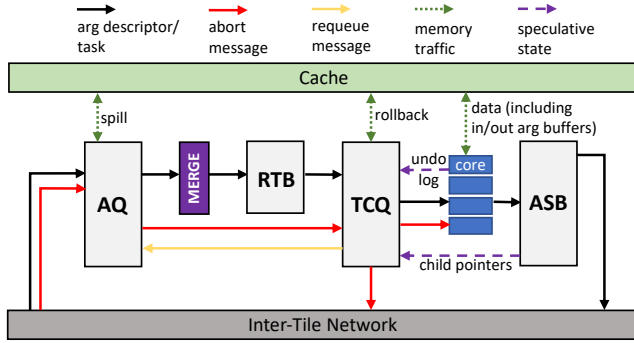 arg descriptor/
task
abort
message
requeue
message
memory
traffic
speculative
state
Cache
spill
rollback
data (including
in/out arg buffers)
AQ
MERGE
RTB
TCQ
undo
log
core
ASB
child pointers
Inter-Tile Network